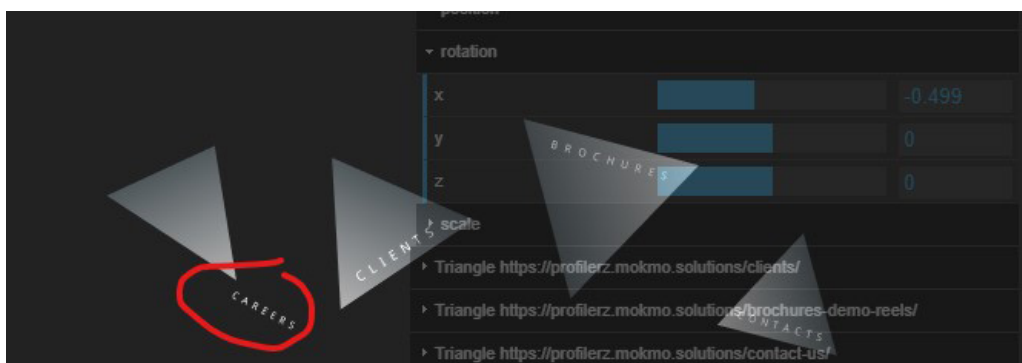 position
rotation
x
-0.499
y
0
z
0
scale
Triangle https://profilerz.mokmo.solutions/clients/
Triangle https://profilerz.mokmo.solutions/brochures-demo-reels/
Triangle https://profilerz.mokmo.solutions/contact-us/
BROCHURES
CLIENTS
CAREERS
CONTACTS